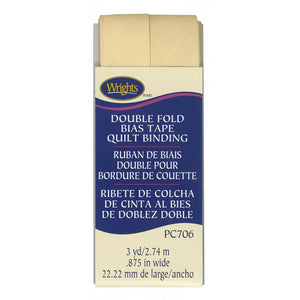 Wrights
DOUBLE FOLD
BIAS TAPE
QUILT BINDING
RUBAN DE BIAIS
DOUBLE POUR
BORDURE DE COUETTE
RIBETE DE COLCHA
DE CINTA AL BIES
DE DOBLEZ DOBLE
PC706
3 yd/2.74 m
.875 in wide
22.22 mm de large/ancho